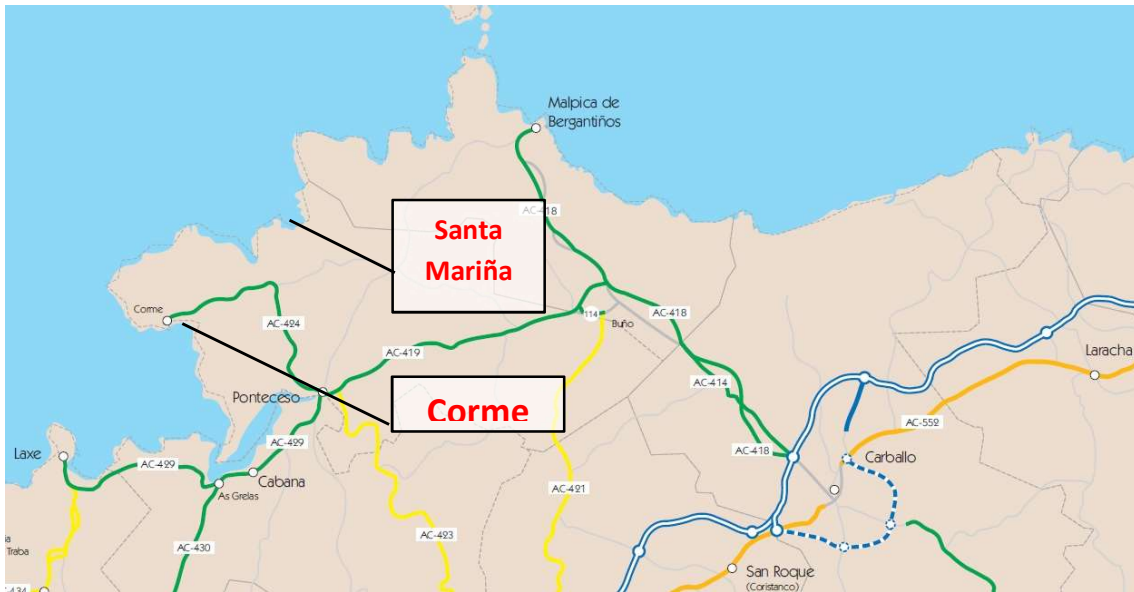 Malpica de
Bergantiños
AC-418
Santa
Mariña
Corme
AC-424
114
Buño
AC-418
AC-419
Laracha
AC-414
Ponteceso
Corme
AC-552
AC-429
AC-418
Carballo
Laxe
AC-429
Cabana
As Grelas
AC-421
AC-423
Traba
AC-430
San Roque
(Coristanco)
-434